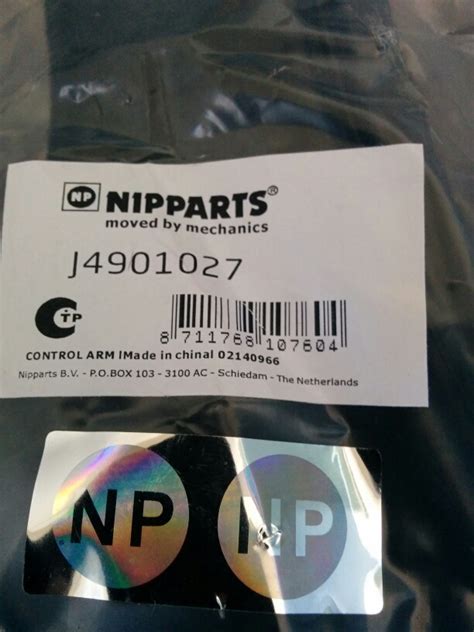 NP NIPPARTS®
moved by mechanics
J4901027
CTP
8 711768 107604
CONTROL ARM |Made in china| 02140966
Nipparts B.V. - P.O.BOX 103 - 3100 AC - Schiedam - The Netherlands
NP NP